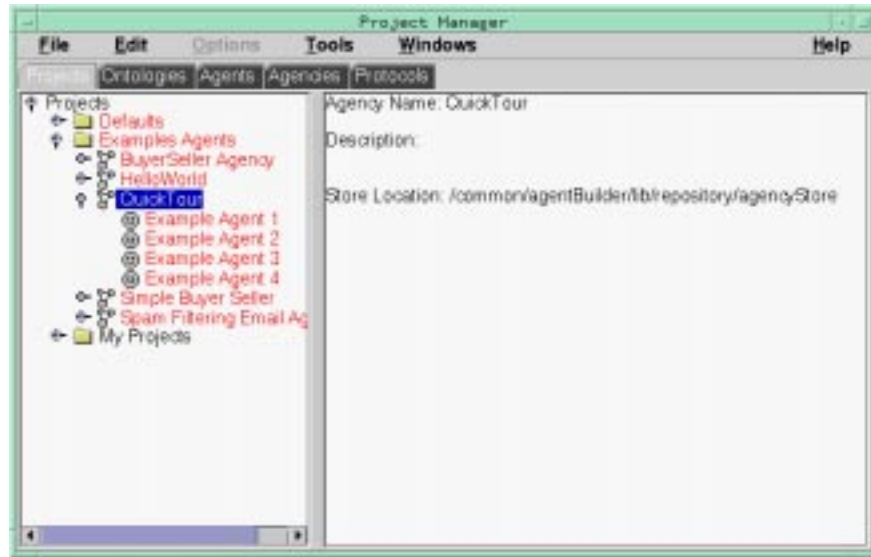 Project Manager
File Edit Options Tools Windows Help
Projects Ontologies Agents Agencies Protocols
Projects
Defaults
Examples Agents
BuyerSeller Agency
HelloWorld
QuickTour
Example Agent 1
Example Agent 2
Example Agent 3
Example Agent 4
Simple Buyer Seller
Spam Filtering Email Ag
My Projects
Agency Name: QuickTour
Description:
Store Location: /common/agentBuilder/lib/repository/agencyStore